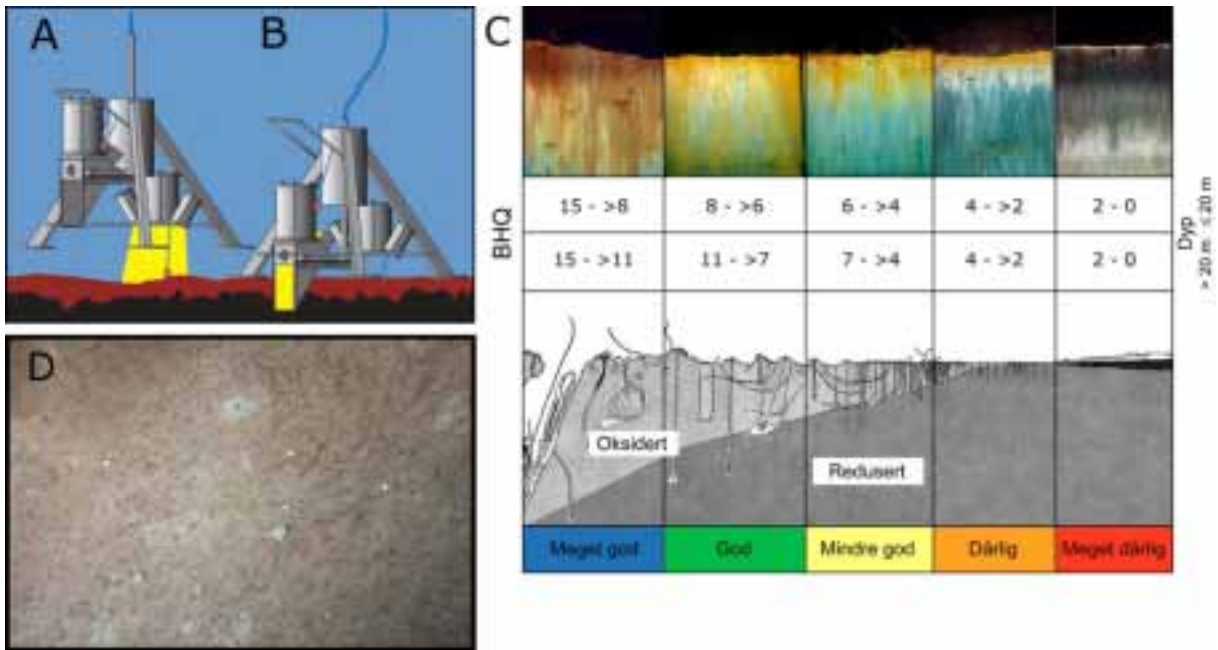 A
B
C
BHQ
15 - >8 8 - >6 6 - >4 4 - >2 2 - 0
15 - >11 11 - >7 7 - >4 4 - >2 2 - 0
Dyp
> 20 m ≤ 20 m
Oksidert
Redusert
Meget god God Mindre god Dårlig Meget dårlig
D